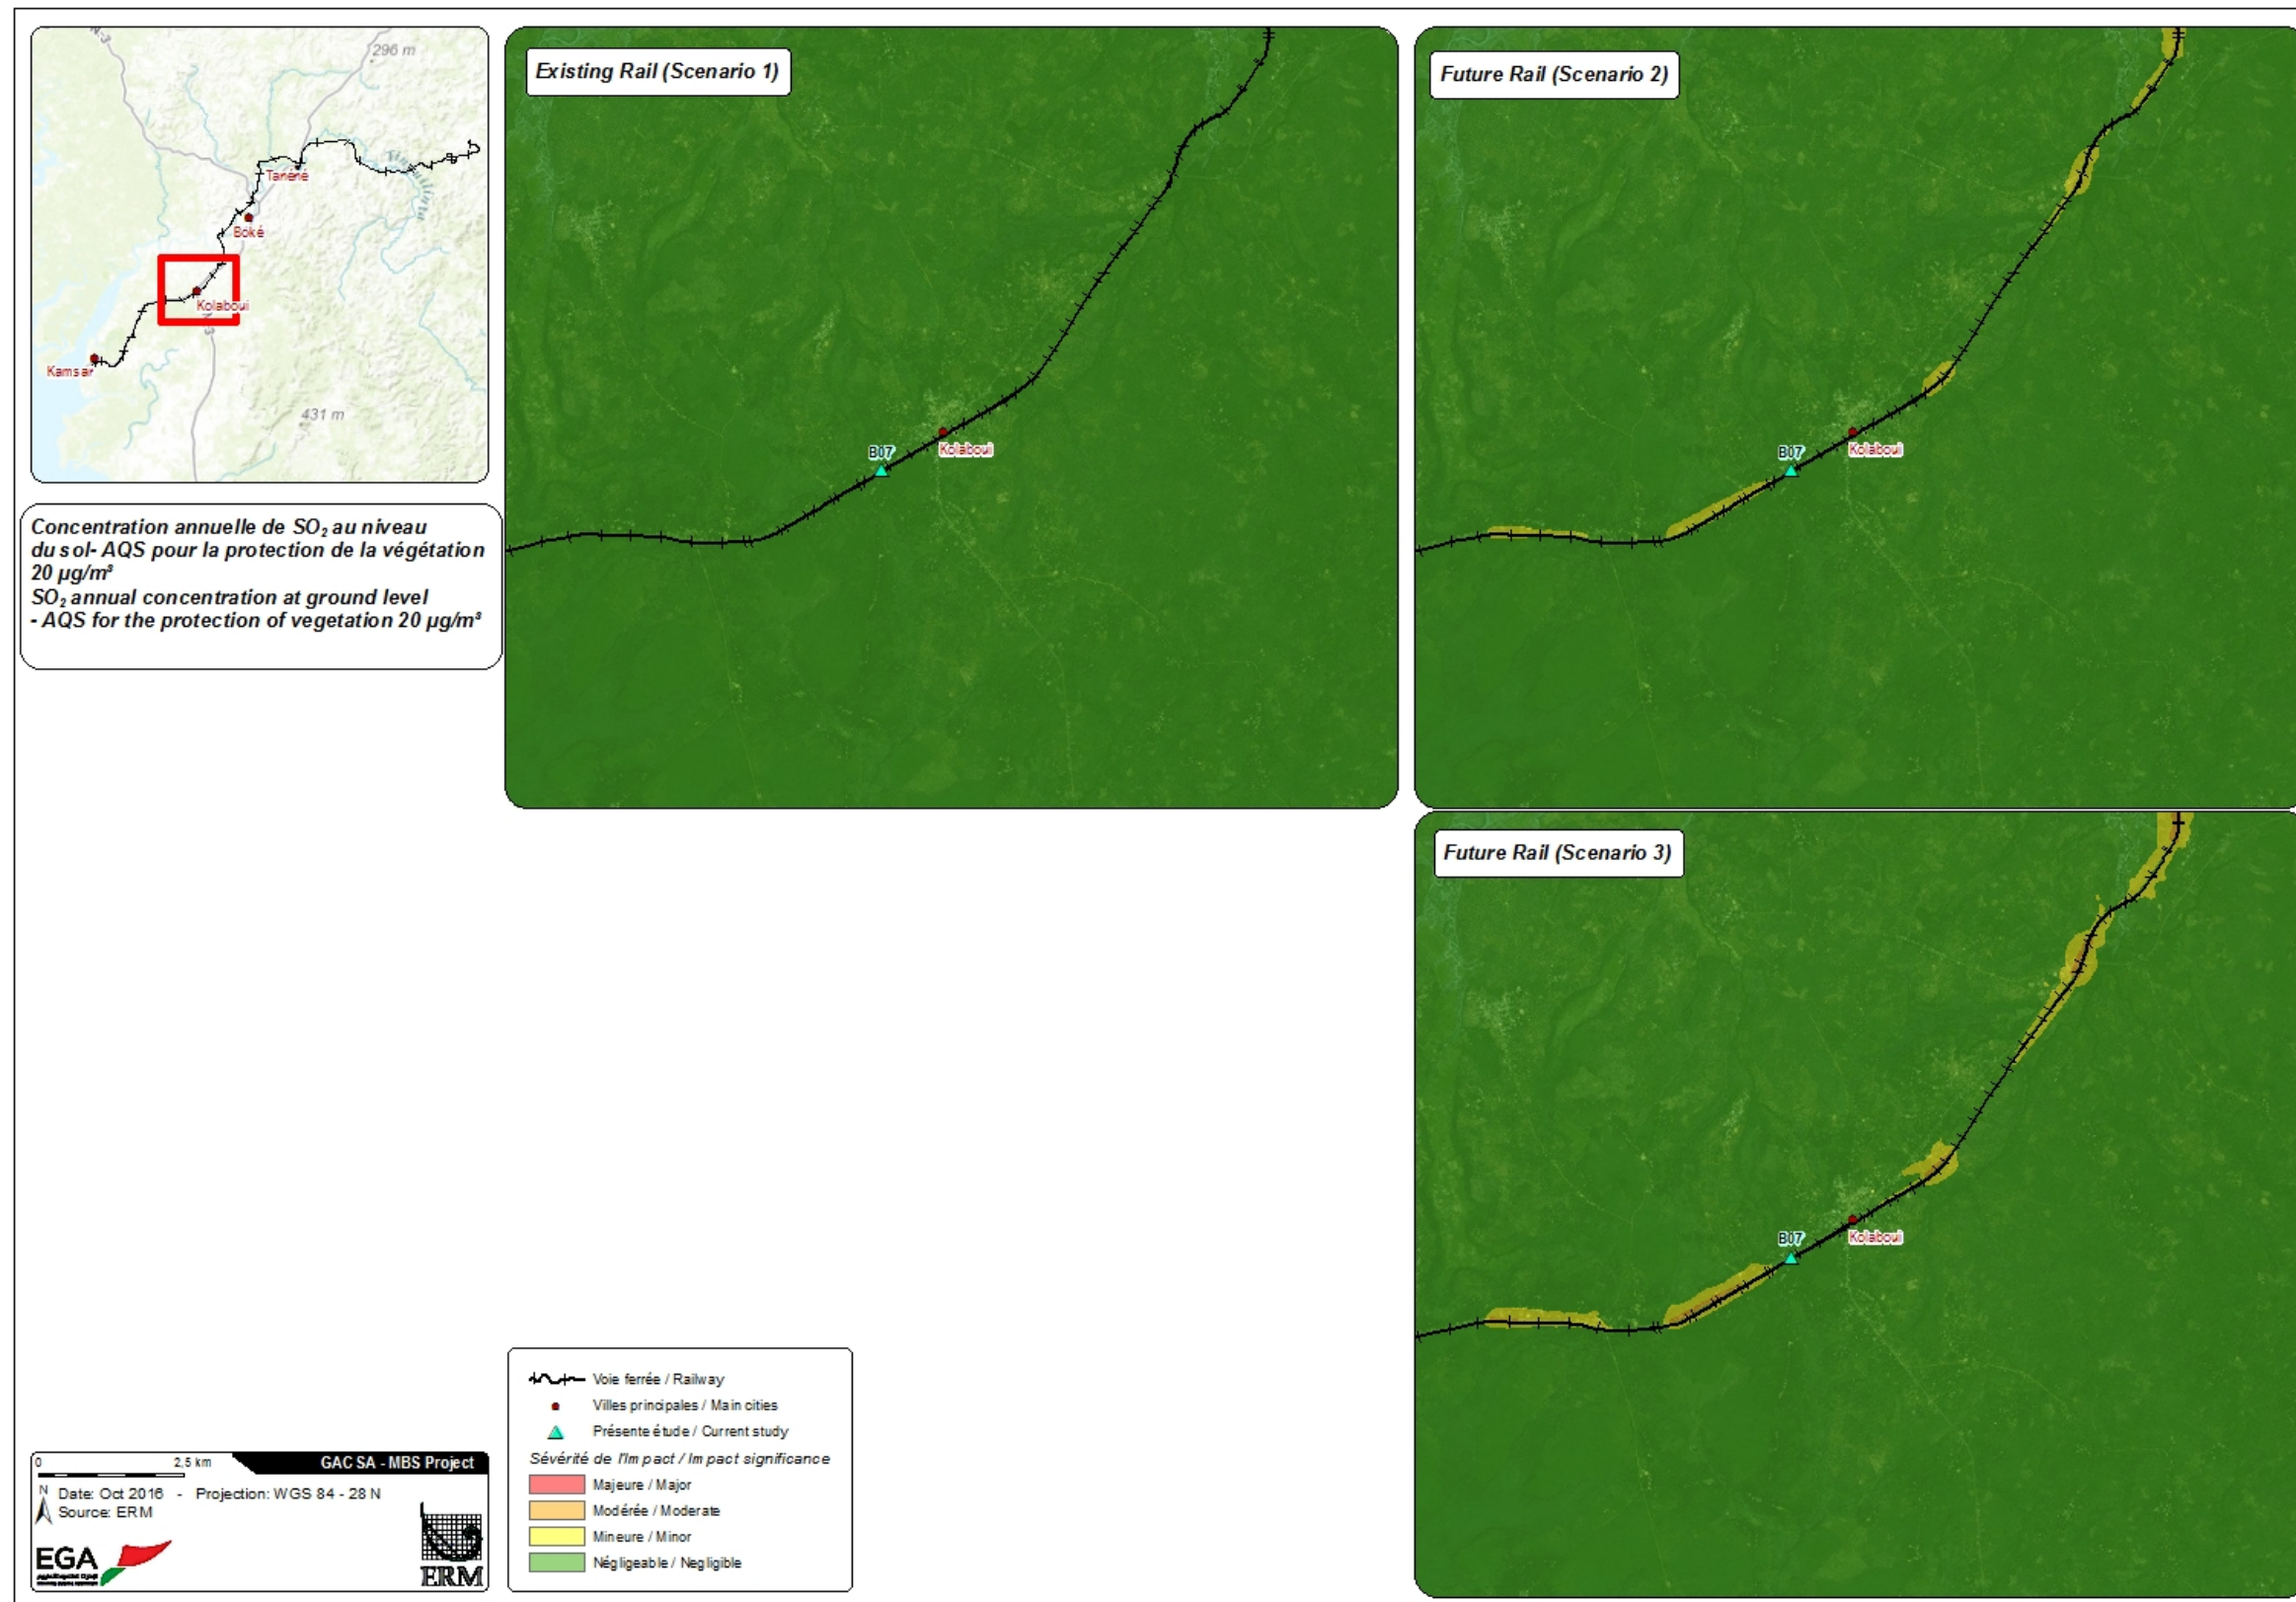 N-3
296 m
Tanéné
Tinguilinta
Boké
Kolaboui
N-3
Kamsar
431 m
Concentration annuelle de SO₂ au niveau
du sol- AQS pour la protection de la végétation
20 µg/m³
SO₂ annual concentration at ground level
- AQS for the protection of vegetation 20 µg/m³
Existing Rail (Scenario 1)
B07
Kolaboui
Future Rail (Scenario 2)
B07
Kolaboui
Future Rail (Scenario 3)
B07
Kolaboui
Voie ferrée / Railway
Villes principales / Main cities
Présente étude / Current study
Sévérité de l'Impact / Impact significance
Majeure / Major
Modérée / Moderate
Mineure / Minor
Négligeable / Negligible
0 2,5 km
GAC SA - MBS Project
N
Date: Oct 2016 - Projection: WGS 84 - 28 N
Source: ERM
EGA
ERM